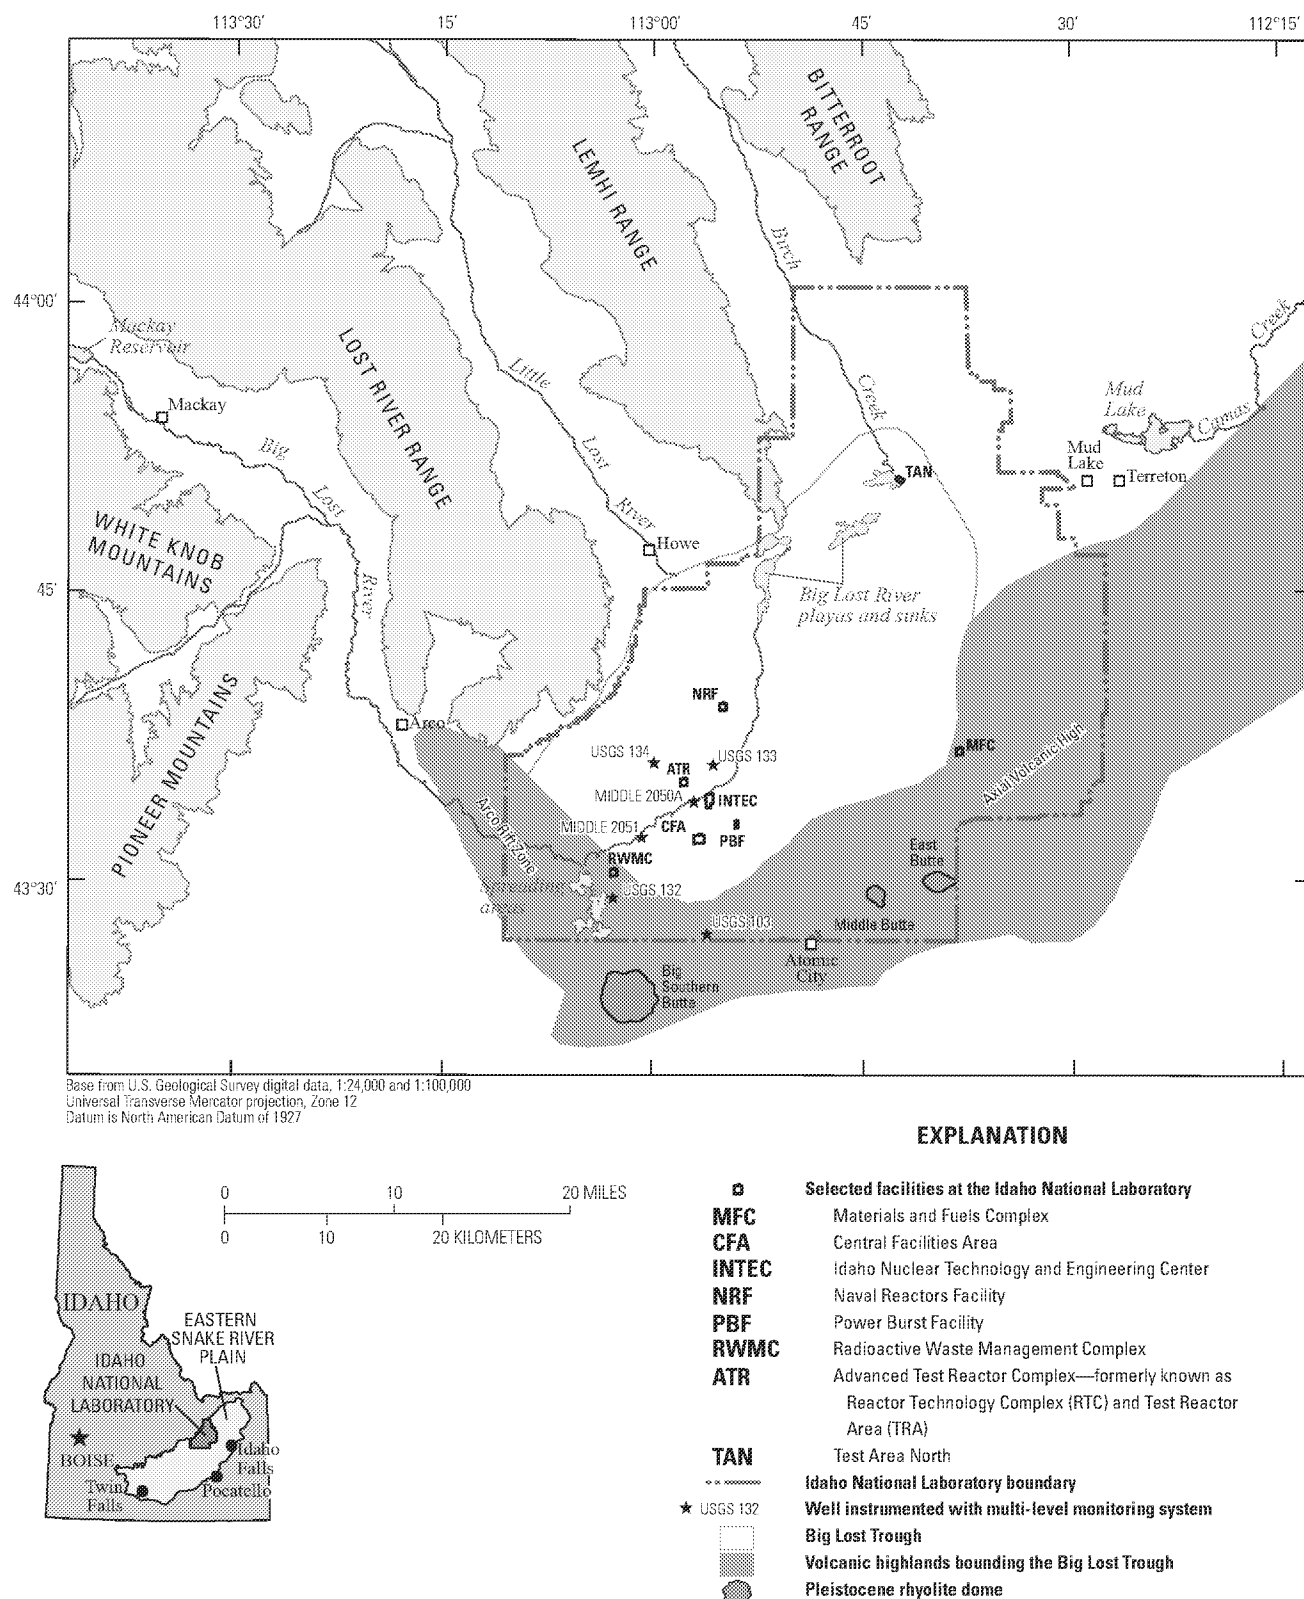 113°30' 15' 113°00' 45' 30' 112°15'
BITTERROOT
RANGE
LEMHI RANGE
Birch
44°00'
Mackay
Reservoir
Creek
LOST RIVER RANGE
Little
Creek
Mud
Lake
Camas
Mackay
Big
Lost
Mud
Lake
Terreton
TAN
Lost
River
WHITE KNOB
MOUNTAINS
Howe
River
45'
Big Lost River
playas and sinks
PIONEER MOUNTAINS
NRF
Arco
USGS 134
USGS 133
MFC
ATR
Axial Volcanic High
MIDDLE 2050A
INTEC
Arco Rift Zone
MIDDLE 2051
CFA
PBF
East
Butte
RWMC
43°30'
Spreading
areas
USGS 132
USGS 103
Middle Butte
Atomic
City
Big
Southern
Butte
Base from U.S. Geological Survey digital data, 1:24,000 and 1:100,000
Universal Transverse Mercator projection, Zone 12
Datum is North American Datum of 1927
0 10 20 MILES
0 10 20 KILOMETERS
IDAHO
EASTERN
SNAKE RIVER
PLAIN
IDAHO
NATIONAL
LABORATORY
BOISE
Idaho
Falls
Twin
Falls
Pocatello
EXPLANATION
Selected facilities at the Idaho National Laboratory
MFC Materials and Fuels Complex
CFA Central Facilities Area
INTEC Idaho Nuclear Technology and Engineering Center
NRF Naval Reactors Facility
PBF Power Burst Facility
RWMC Radioactive Waste Management Complex
ATR Advanced Test Reactor Complex—formerly known as
Reactor Technology Complex (RTC) and Test Reactor
Area (TRA)
TAN Test Area North
Idaho National Laboratory boundary
USGS 132 Well instrumented with multi-level monitoring system
Big Lost Trough
Volcanic highlands bounding the Big Lost Trough
Pleistocene rhyolite dome